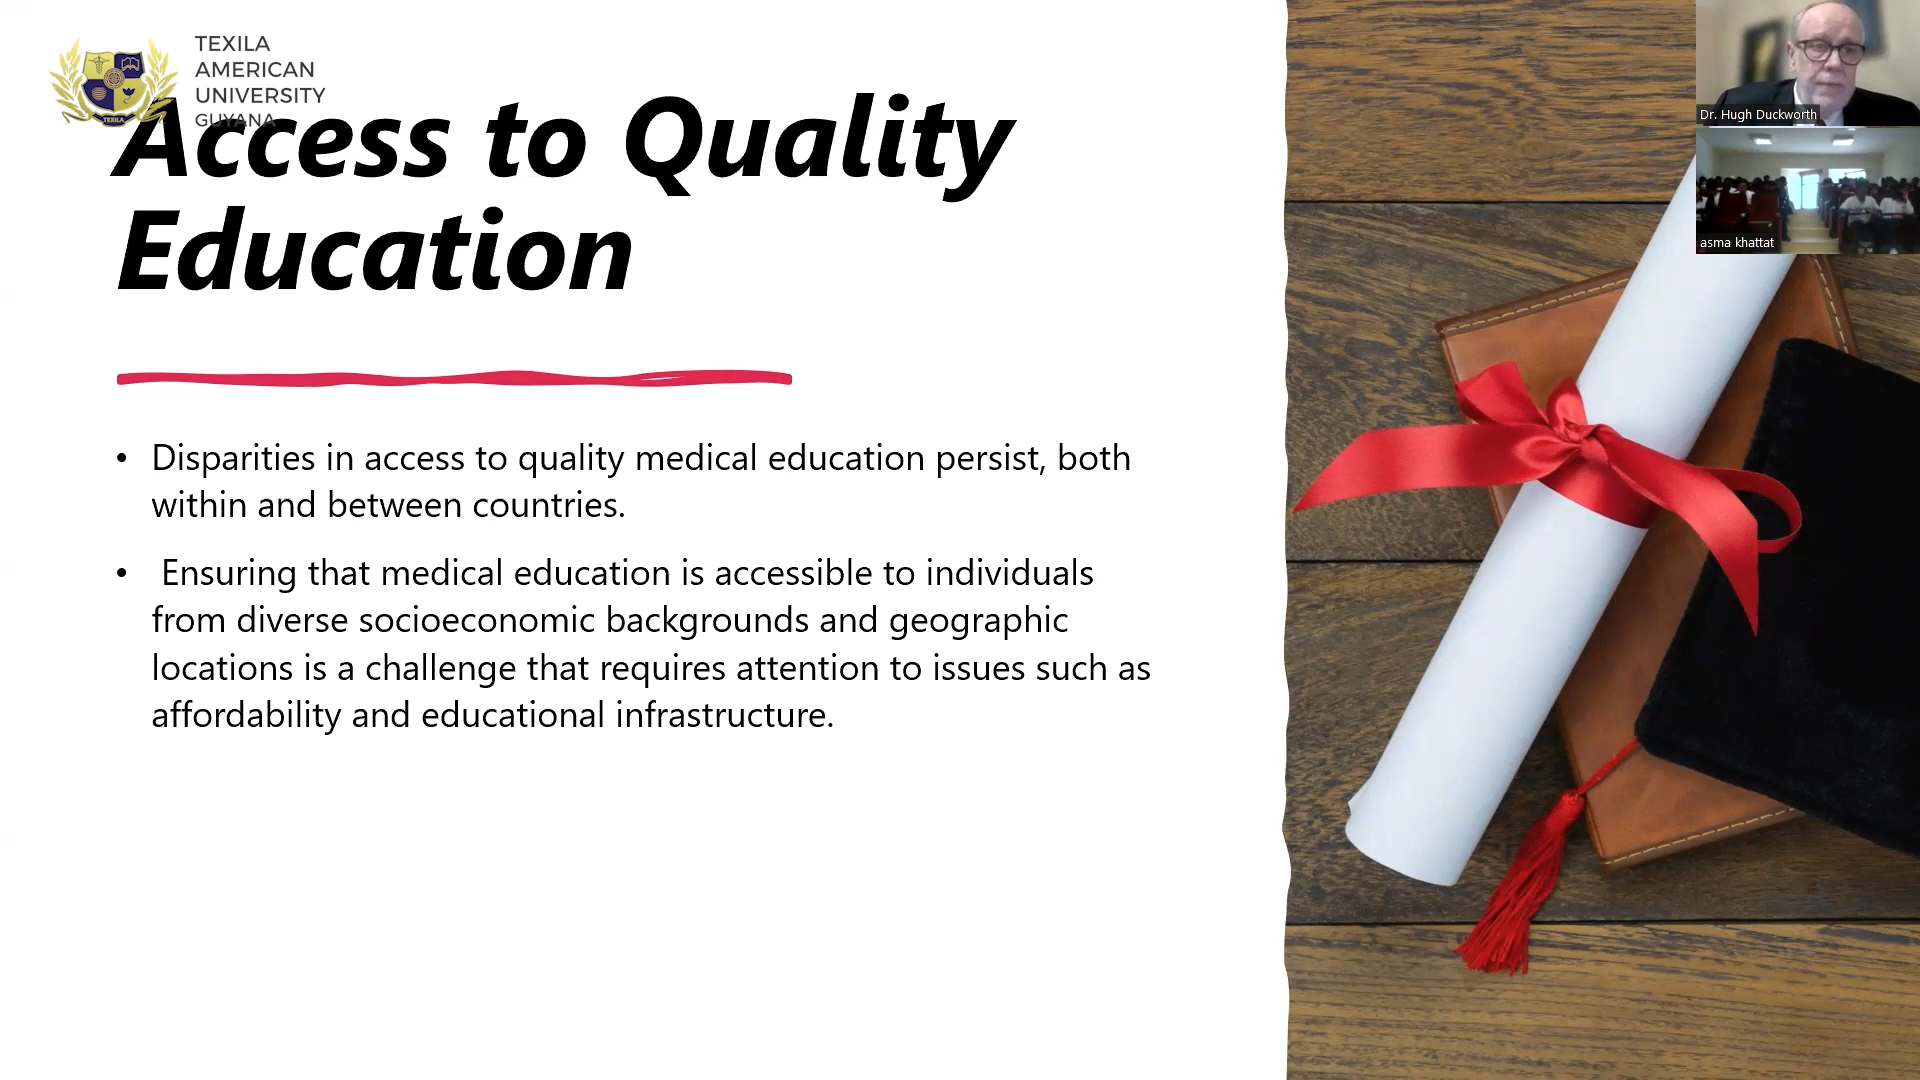 TEXILA
AMERICAN
UNIVERSITY
GUYANA
TEXILA
Access to Quality
Education
• Disparities in access to quality medical education persist, both
within and between countries.
• Ensuring that medical education is accessible to individuals
from diverse socioeconomic backgrounds and geographic
locations is a challenge that requires attention to issues such as
affordability and educational infrastructure.
Dr. Hugh Duckworth
asma khattat